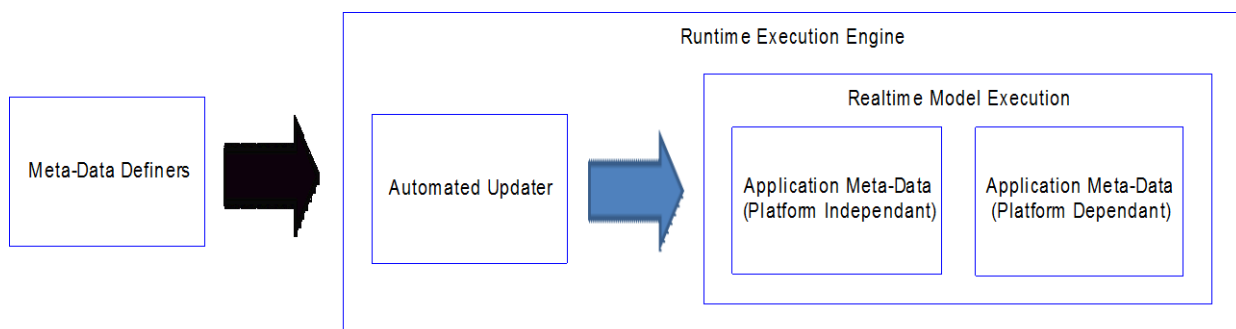 Runtime Execution Engine
Realtime Model Execution
Meta-Data Definers
Automated Updater
Application Meta-Data
(Platform Independant)
Application Meta-Data
(Platform Dependant)